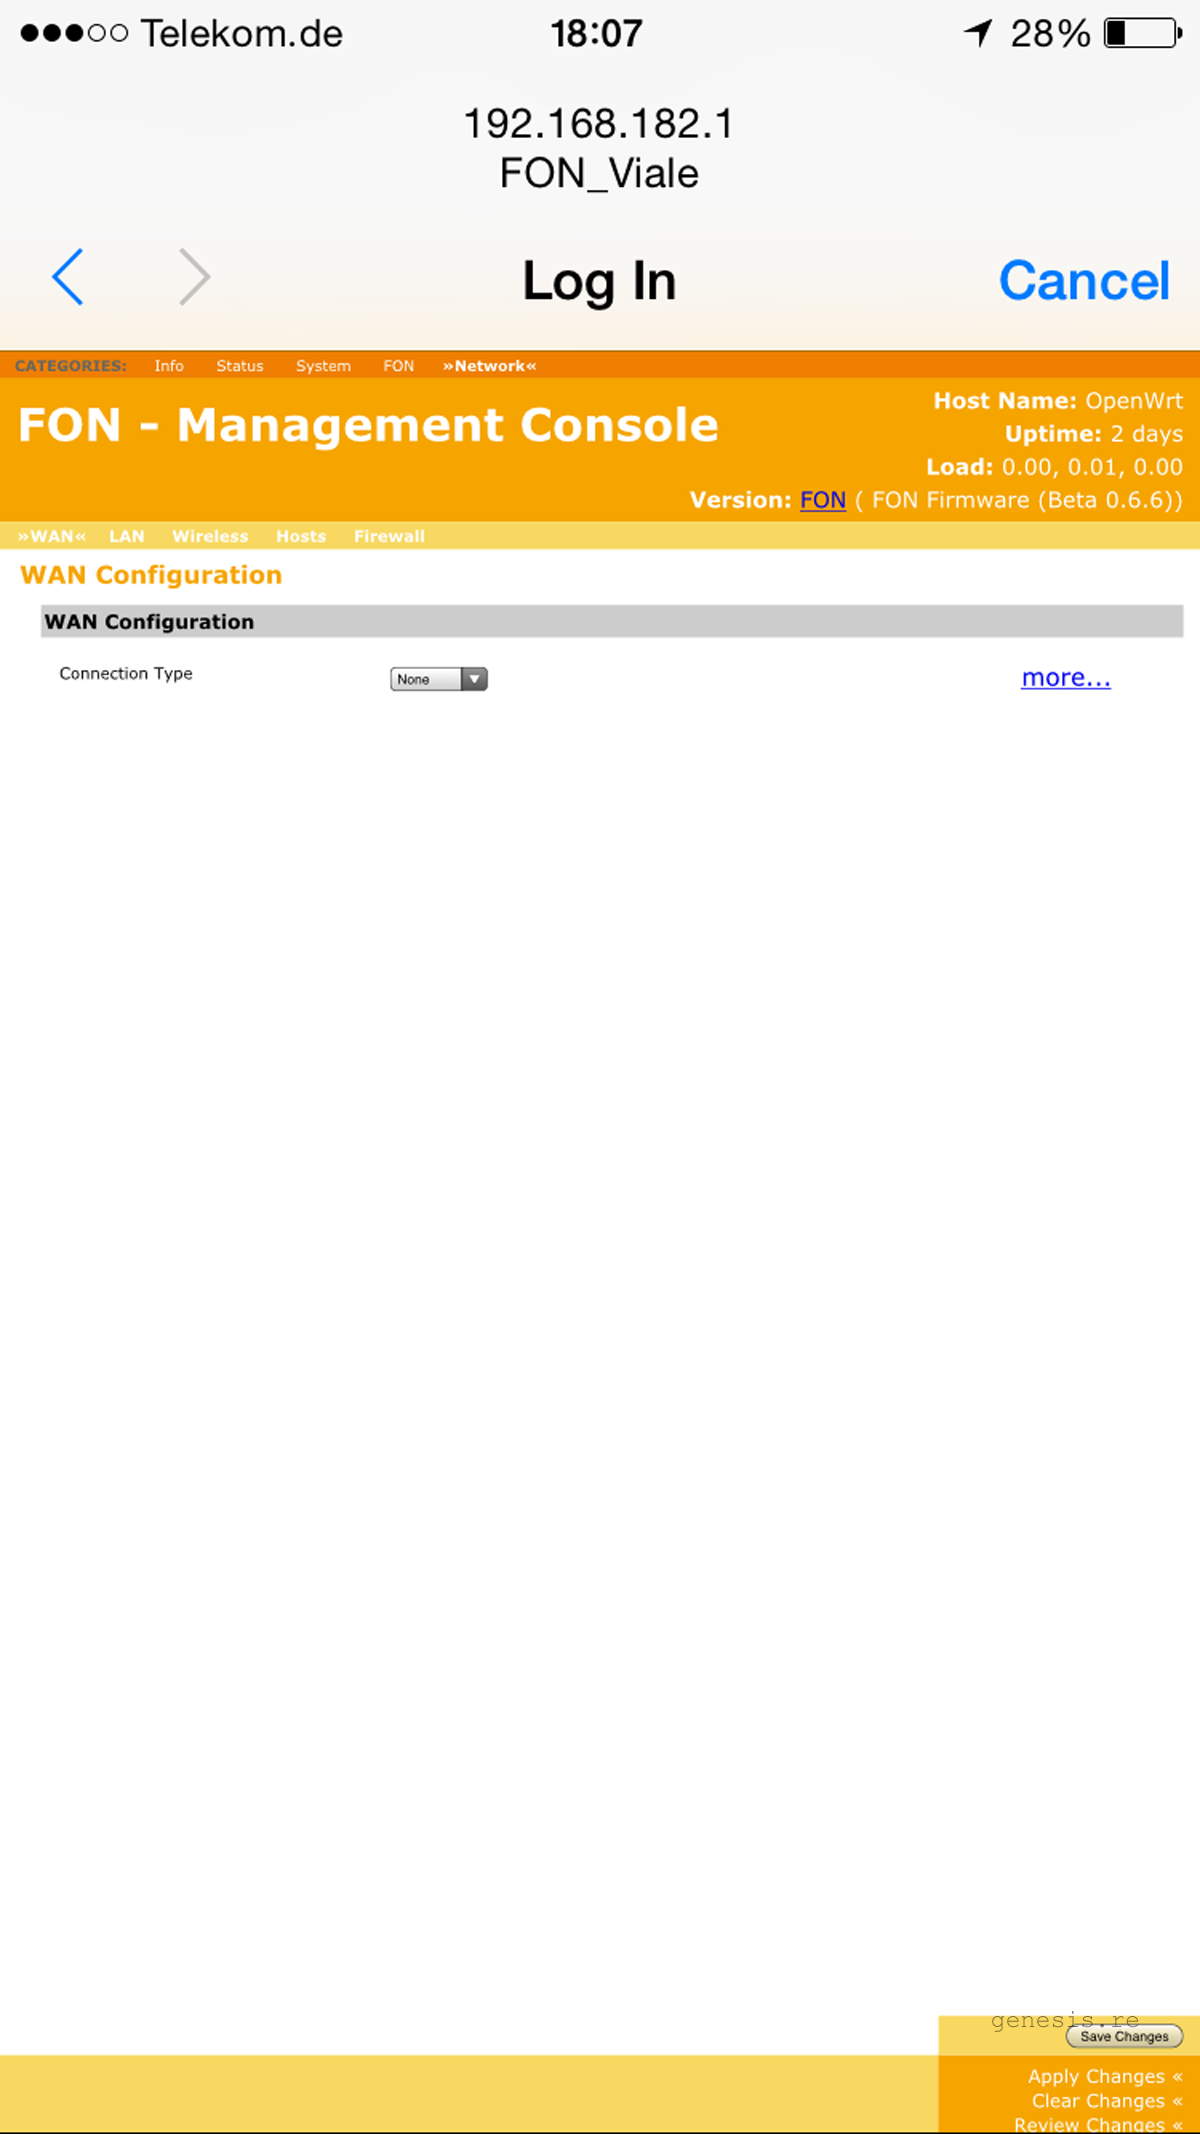 Telekom.de 18:07 28%
192.168.182.1
FON_Viale
Log In Cancel
CATEGORIES: Info Status System FON »Network«
FON - Management Console
Host Name: OpenWrt
Uptime: 2 days
Load: 0.00, 0.01, 0.00
Version: FON ( FON Firmware (Beta 0.6.6))
»WAN« LAN Wireless Hosts Firewall
WAN Configuration
WAN Configuration
Connection Type None more...
genesis.re
Save Changes
Apply Changes «
Clear Changes «
Review Changes «